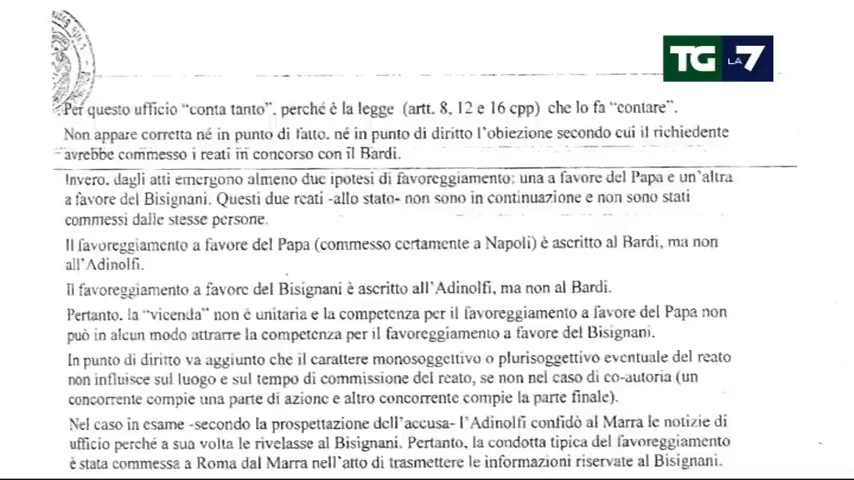 TG LA 7
Per questo ufficio “conta tanto”, perché è la legge (artt. 8, 12 e 16 cpp) che lo fa “contare”.
Non appare corretta né in punto di fatto, né in punto di diritto l’obiezione secondo cui il richiedente
avrebbe commesso i reati in concorso con il Bardi.
Invero, dagli atti emergono almeno due ipotesi di favoreggiamento: una a favore del Papa e un’altra
a favore del Bisignani. Questi due reati -allo stato- non sono in continuazione e non sono stati
commessi dalle stesse persone.
Il favoreggiamento a favore del Papa (commesso certamente a Napoli) è ascritto al Bardi, ma non
all’Adinolfi.
Il favoreggiamento a favore del Bisignani è ascritto all’Adinolfi, ma non al Bardi.
Pertanto, la “vicenda” non è unitaria e la competenza per il favoreggiamento a favore del Papa non
può in alcun modo attrarre la competenza per il favoreggiamento a favore del Bisignani.
In punto di diritto va aggiunto che il carattere monosoggettivo o plurisoggettivo eventuale del reato
non influisce sul luogo e sul tempo di commissione del reato, se non nel caso di co-autoria (un
concorrente compie una parte di azione e altro concorrente compie la parte finale).
Nel caso in esame -secondo la prospettazione dell’accusa- l’Adinolfi confidò al Marra le notizie di
ufficio perché a sua volta le rivelasse al Bisignani. Pertanto, la condotta tipica del favoreggiamento
è stata commessa a Roma dal Marra nell’atto di trasmettere le informazioni riservate al Bisignani.